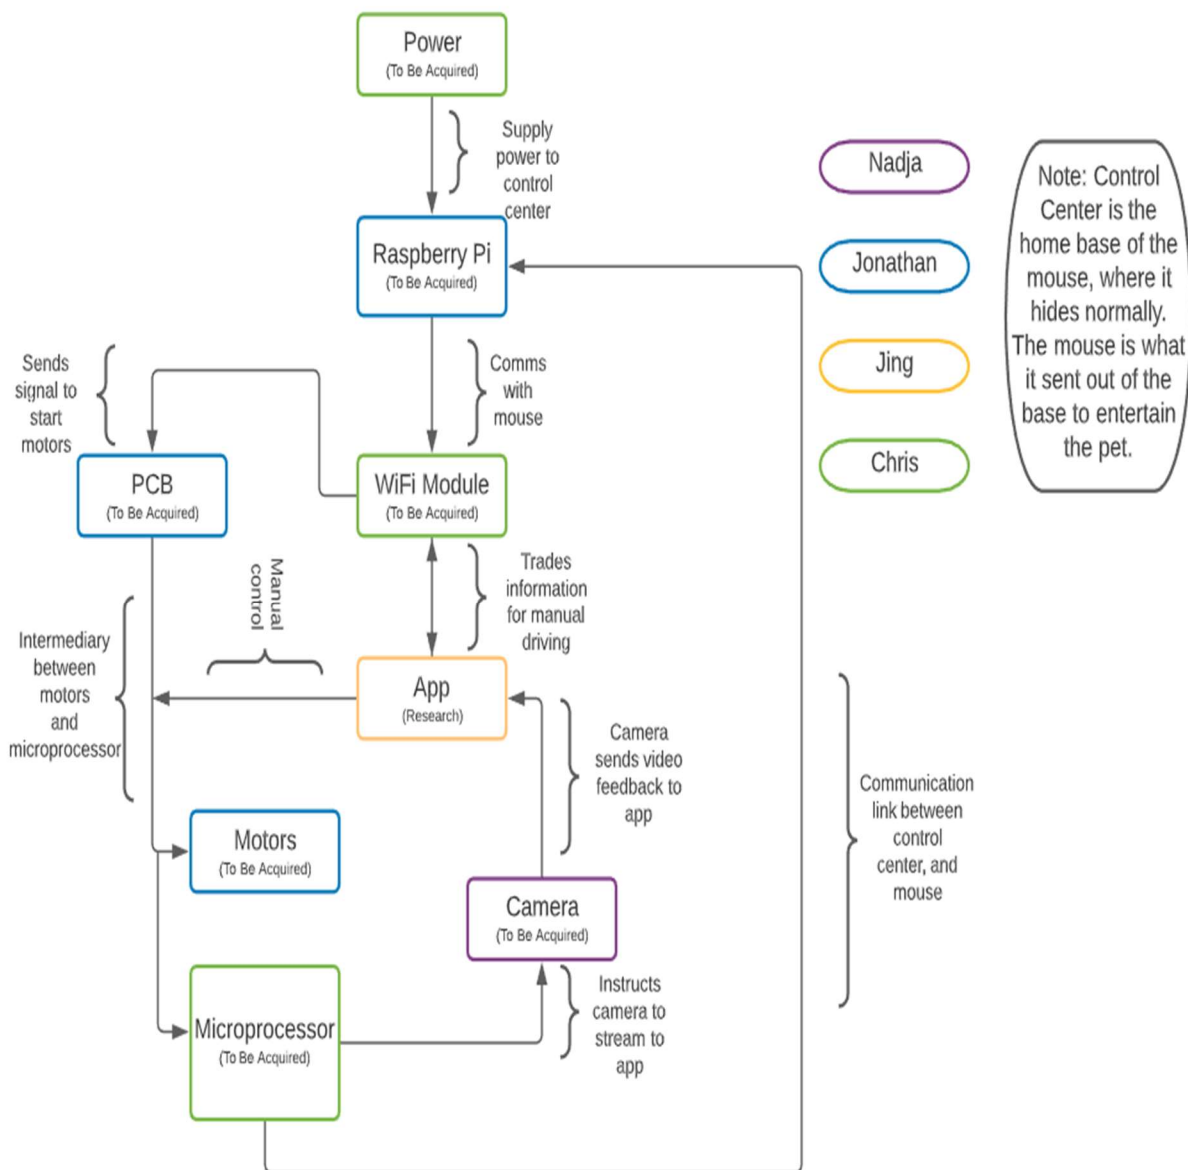 Power
(To Be Acquired)
Supply
power to
control
center
Raspberry Pi
(To Be Acquired)
Comms
with
mouse
Sends
signal to
start
motors
PCB
(To Be Acquired)
WiFi Module
(To Be Acquired)
Trades
information
for manual
driving
Manual
control
Intermediary
between
motors
and
microprocessor
App
(Research)
Camera
sends video
feedback to
app
Motors
(To Be Acquired)
Camera
(To Be Acquired)
Instructs
camera to
stream to
app
Microprocessor
(To Be Acquired)
Communication
link between
control
center, and
mouse
Nadja
Jonathan
Jing
Chris
Note: Control
Center is the
home base of the
mouse, where it
hides normally.
The mouse is what
it sent out of the
base to entertain
the pet.